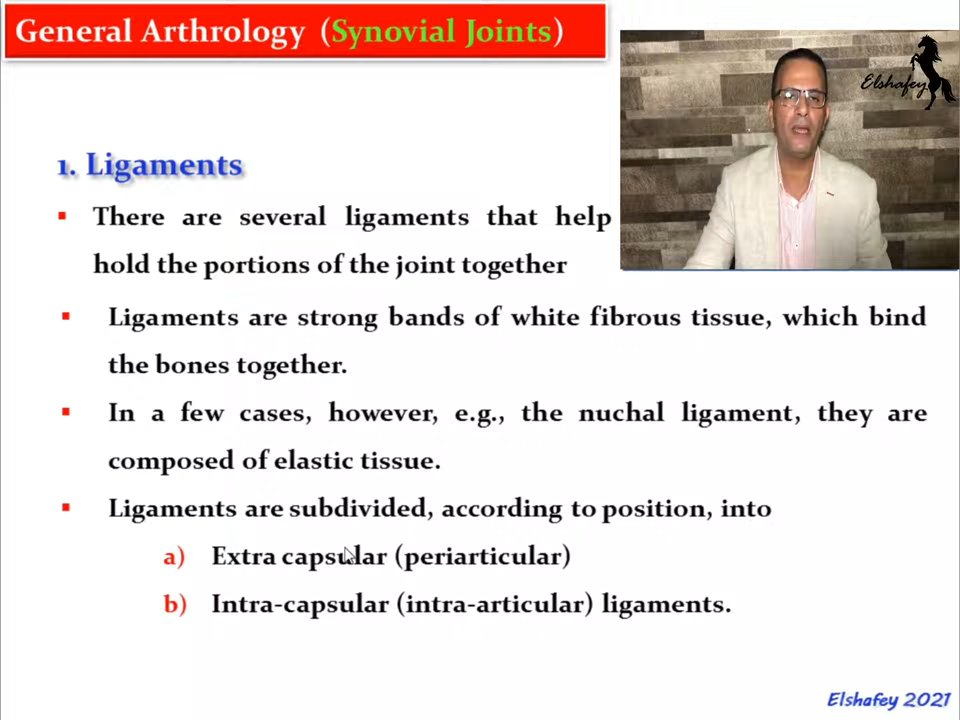 General Arthrology (Synovial Joints)
Elshafey
1. Ligaments
▪ There are several ligaments that help
hold the portions of the joint together
▪ Ligaments are strong bands of white fibrous tissue, which bind
the bones together.
▪ In a few cases, however, e.g., the nuchal ligament, they are
composed of elastic tissue.
▪ Ligaments are subdivided, according to position, into
a) Extra capsular (periarticular)
b) Intra-capsular (intra-articular) ligaments.
Elshafey 2021